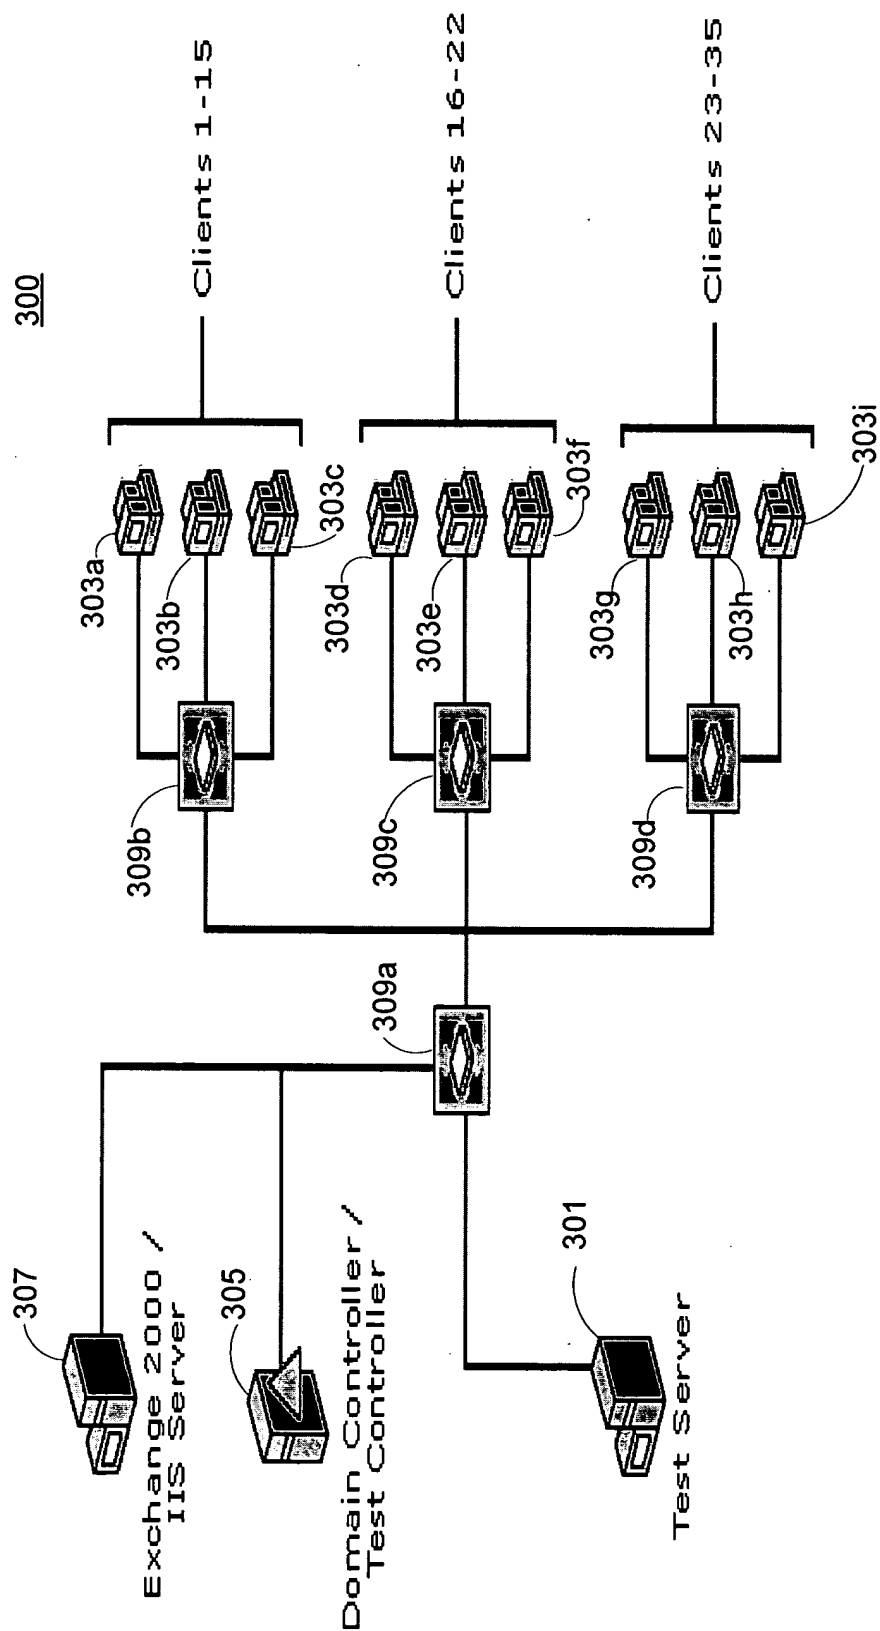 300
307
Exchange 2000 /
IIS Server
305
Domain Controller /
Test Controller
301
Test Server
309a
309b
309c
309d
303a
303b
303c
303d
303e
303f
303g
303h
303i
Clients 1-15
Clients 16-22
Clients 23-35